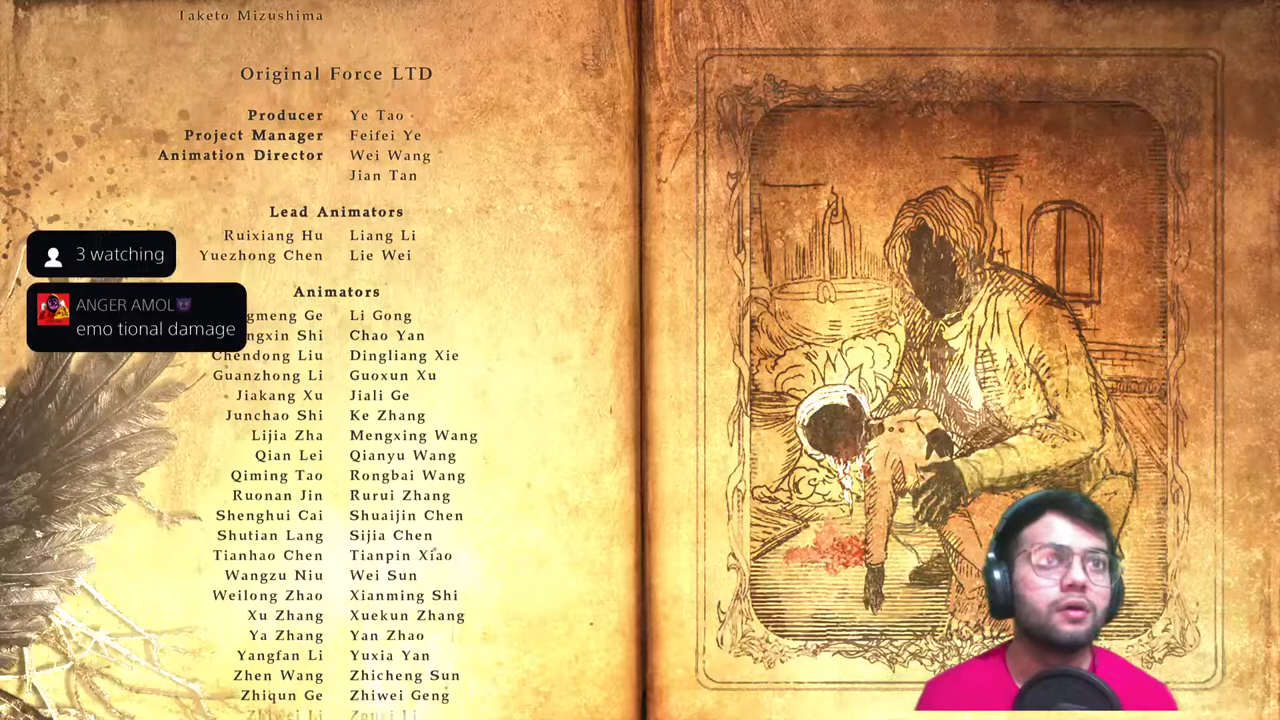 Taketo Mizushima
Original Force LTD
Producer Ye Tao
Project Manager Feifei Ye
Animation Director Wei Wang
Jian Tan
Lead Animators
Ruixiang Hu Liang Li
Yuezhong Chen Lie Wei
Animators
Ge Li Gong
Shi Chao Yan
Chendong Liu Dingliang Xie
Guanzhong Li Guoxun Xu
Jiakang Xu Jiali Ge
Junchao Shi Ke Zhang
Lijia Zha Mengxing Wang
Qian Lei Qianyu Wang
Qiming Tao Rongbai Wang
Ruonan Jin Rurui Zhang
Shenghui Cai Shuaijin Chen
Shutian Lang Sijia Chen
Tianhao Chen Tianpin Xiao
Wangzu Niu Wei Sun
Weilong Zhao Xianming Shi
Xu Zhang Xuekun Zhang
Ya Zhang Yan Zhao
Yangfan Li Yuxia Yan
Zhen Wang Zhicheng Sun
Zhiqun Ge Zhiwei Geng
Zhiwei Li Li
3 watching
ANGER AMOL😈
emo tional damage